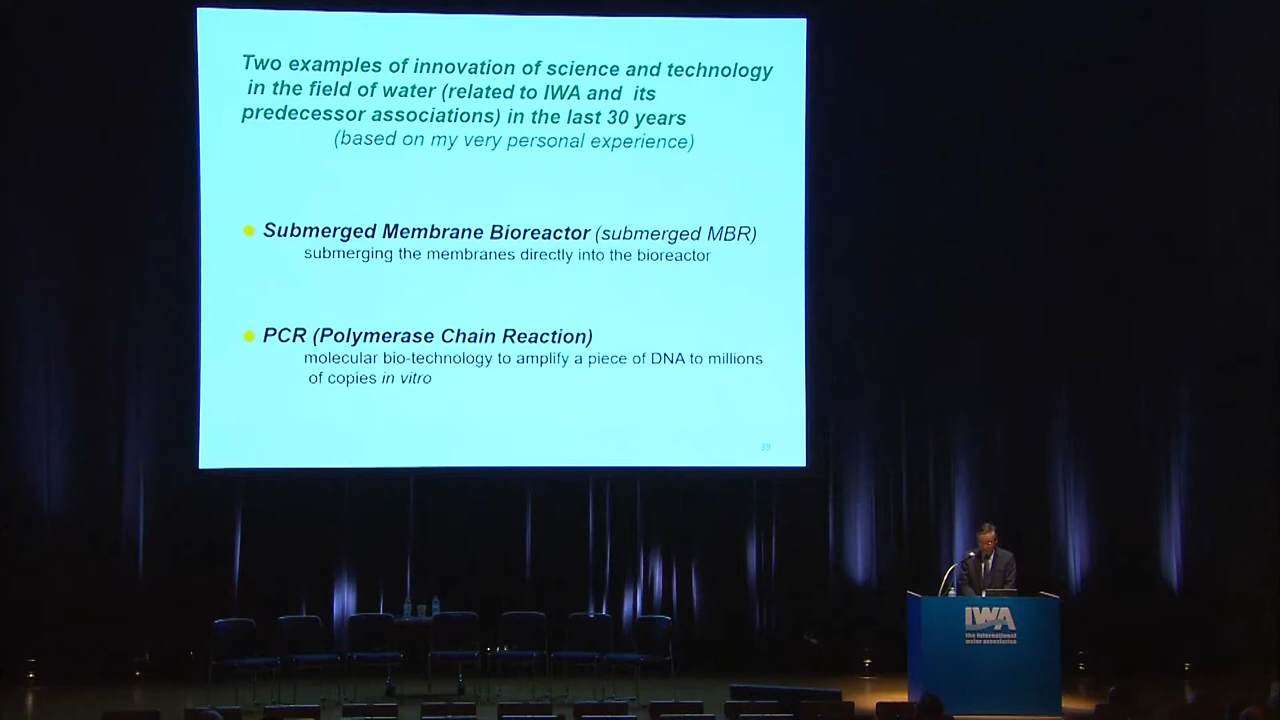 Two examples of innovation of science and technology
in the field of water (related to IWA and its
predecessor associations) in the last 30 years
(based on my very personal experience)
Submerged Membrane Bioreactor (submerged MBR)
submerging the membranes directly into the bioreactor
PCR (Polymerase Chain Reaction)
molecular bio-technology to amplify a piece of DNA to millions
of copies in vitro
39
IWA
the international
water association